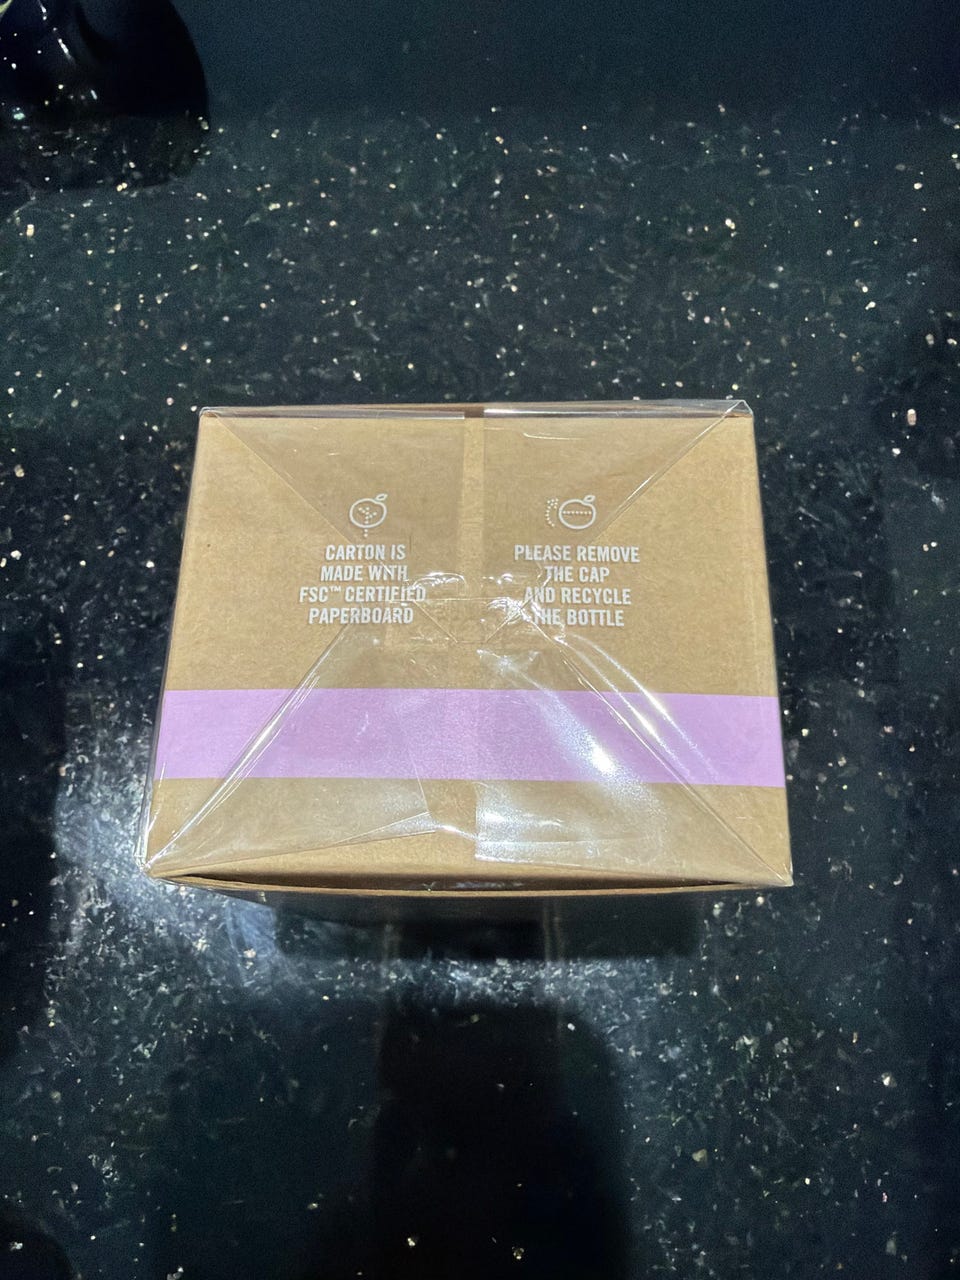 CARTON IS
MADE WITH
FSC™ CERTIFIED
PAPERBOARD
PLEASE REMOVE
THE CAP
AND RECYCLE
THE BOTTLE